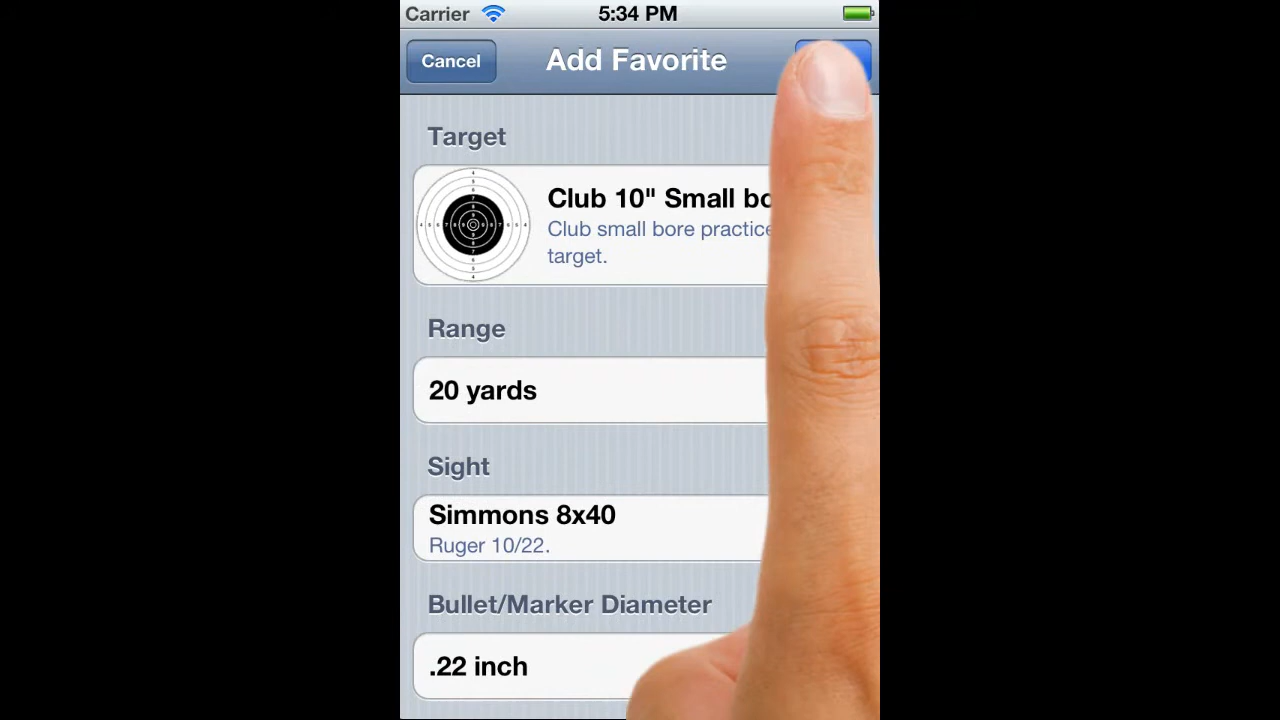 Carrier 5:34 PM
Cancel Add Favorite
Target
Club 10" Small
Club small bore practice
target.
Range
20 yards
Sight
Simmons 8x40
Ruger 10/22.
Bullet/Marker Diameter
.22 inch